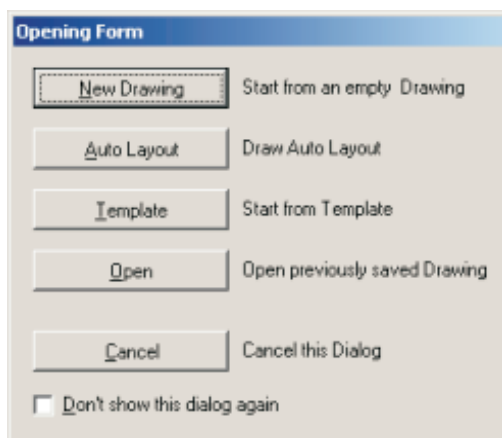 Opening Form
New Drawing Start from an empty Drawing
Auto Layout Draw Auto Layout
Template Start from Template
Open Open previously saved Drawing
Cancel Cancel this Dialog
Don't show this dialog again